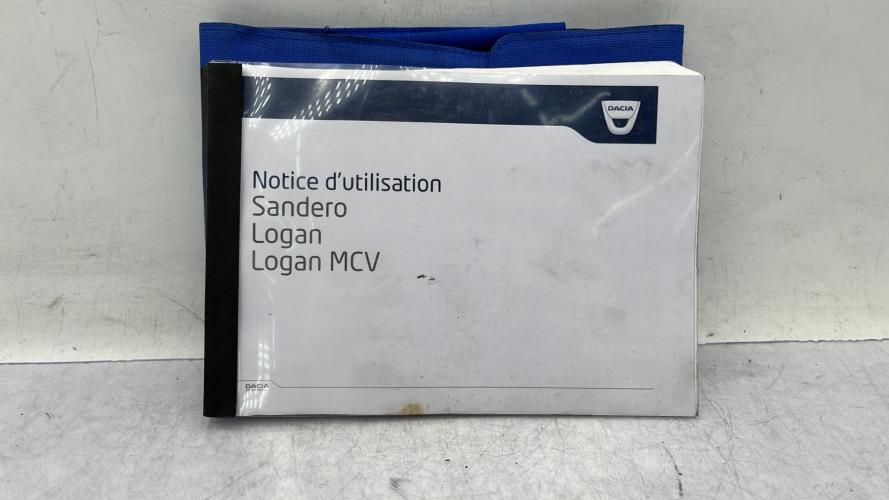 DACIA
Notice d'utilisation
Sandero
Logan
Logan MCV
DACIA